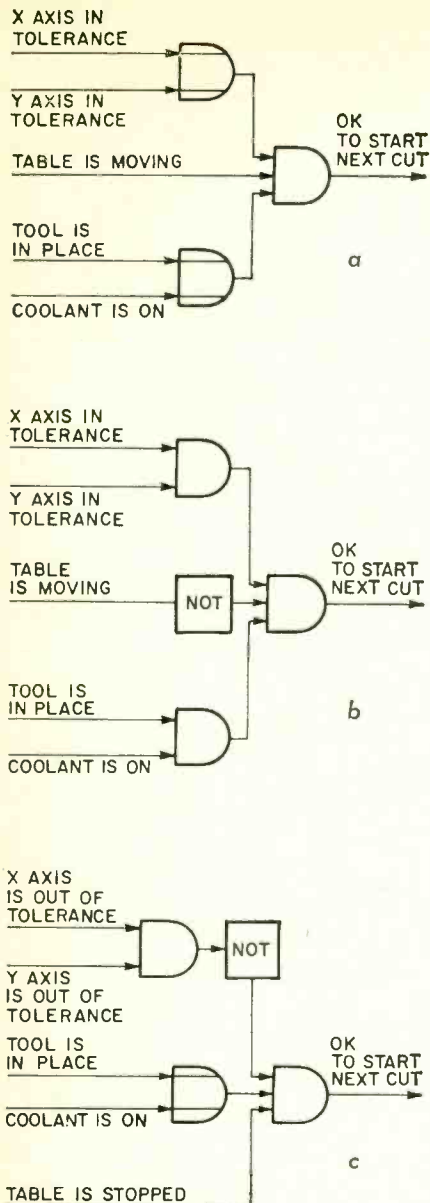 X AXIS IN
TOLERANCE
Y AXIS IN
TOLERANCE
TABLE IS MOVING
TOOL IS
IN PLACE
COOLANT IS ON
OK
TO START
NEXT CUT
a
X AXIS IN
TOLERANCE
Y AXIS IN
TOLERANCE
TABLE
IS MOVING
NOT
TOOL IS
IN PLACE
COOLANT IS ON
OK
TO START
NEXT CUT
b
X AXIS
IS OUT OF
TOLERANCE
Y AXIS
IS OUT OF
TOLERANCE
NOT
TOOL IS
IN PLACE
COOLANT IS ON
TABLE IS STOPPED
OK
TO START
NEXT CUT
c